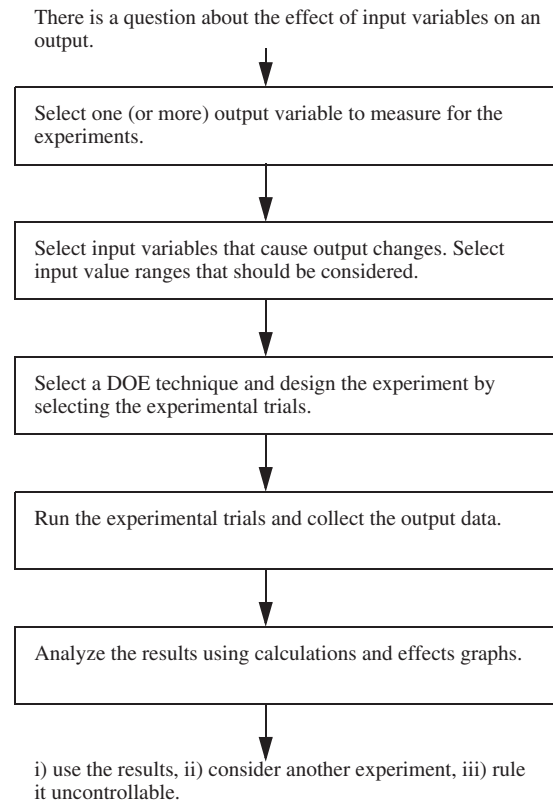 There is a question about the effect of input variables on an
output.
Select one (or more) output variable to measure for the
experiments.
Select input variables that cause output changes. Select
input value ranges that should be considered.
Select a DOE technique and design the experiment by
selecting the experimental trials.
Run the experimental trials and collect the output data.
Analyze the results using calculations and effects graphs.
i) use the results, ii) consider another experiment, iii) rule
it uncontrollable.